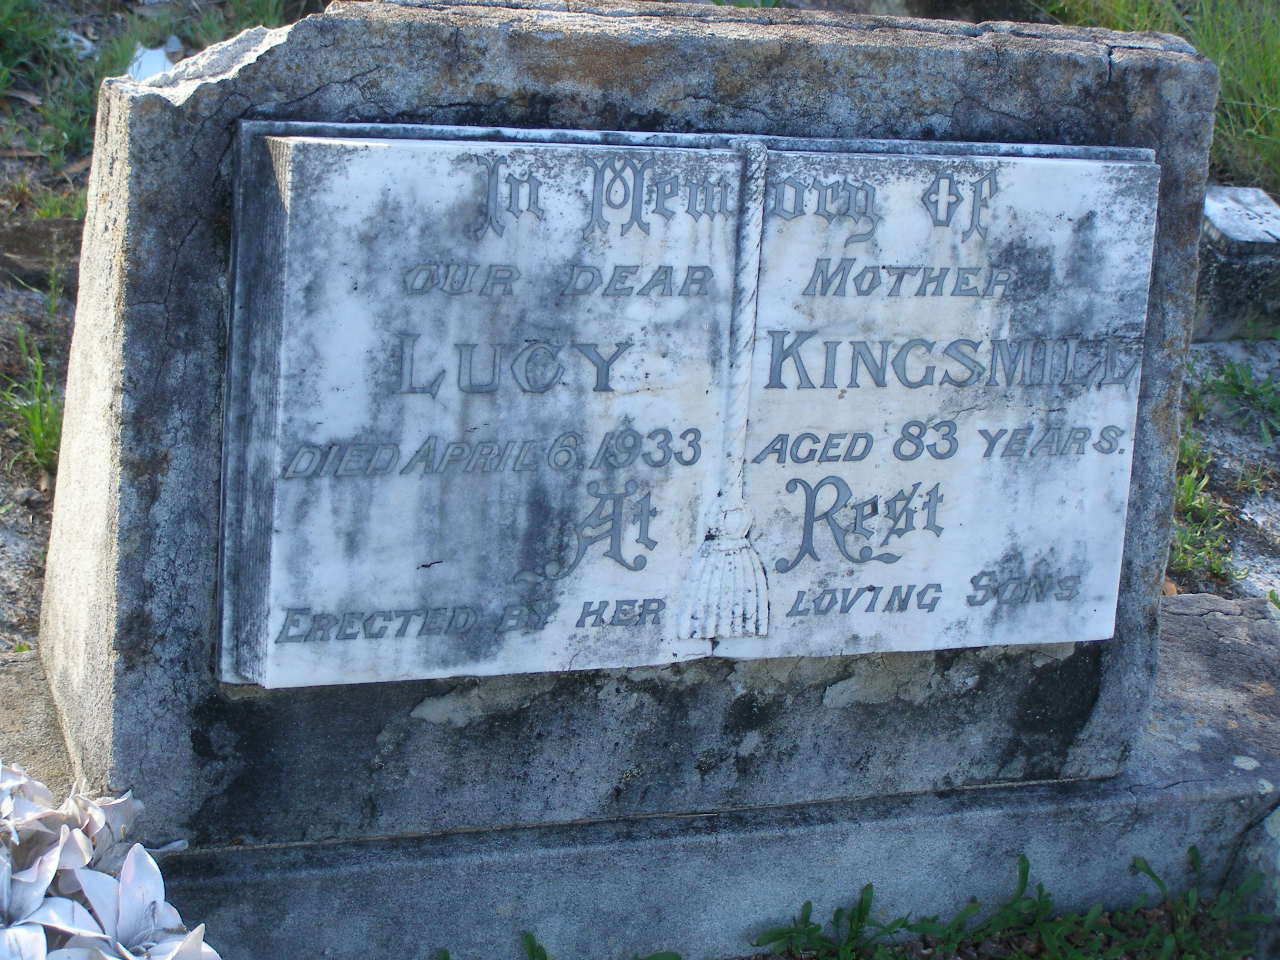 In Memory Of
OUR DEAR MOTHER
LUCY KINGSMILL
DIED APRIL 6, 1933 AGED 83 YEARS.
At Rest
ERECTED BY HER LOVING SONS